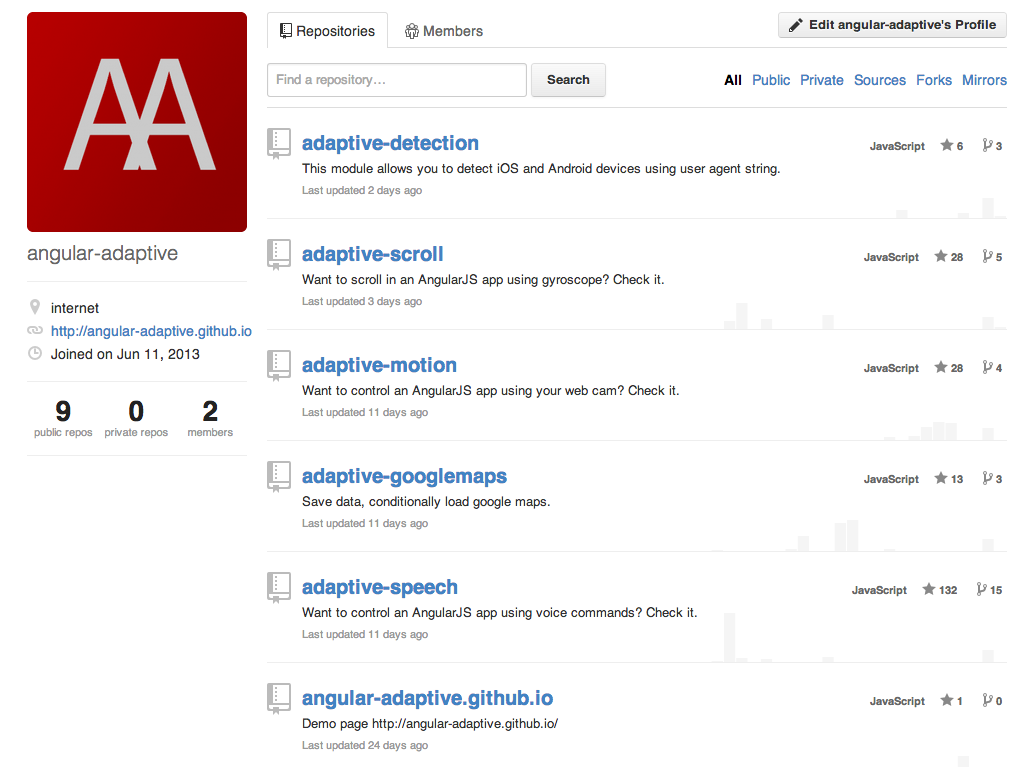 AA
angular-adaptive
internet
http://angular-adaptive.github.io
Joined on Jun 11, 2013
9 0 2
public repos private repos members
Repositories Members Edit angular-adaptive's Profile
Find a repository... Search All Public Private Sources Forks Mirrors
adaptive-detection JavaScript 6 3
This module allows you to detect iOS and Android devices using user agent string.
Last updated 2 days ago
adaptive-scroll JavaScript 28 5
Want to scroll in an AngularJS app using gyroscope? Check it.
Last updated 3 days ago
adaptive-motion JavaScript 28 4
Want to control an AngularJS app using your web cam? Check it.
Last updated 11 days ago
adaptive-googlemaps JavaScript 13 3
Save data, conditionally load google maps.
Last updated 11 days ago
adaptive-speech JavaScript 132 15
Want to control an AngularJS app using voice commands? Check it.
Last updated 11 days ago
angular-adaptive.github.io JavaScript 1 0
Demo page http://angular-adaptive.github.io/
Last updated 24 days ago